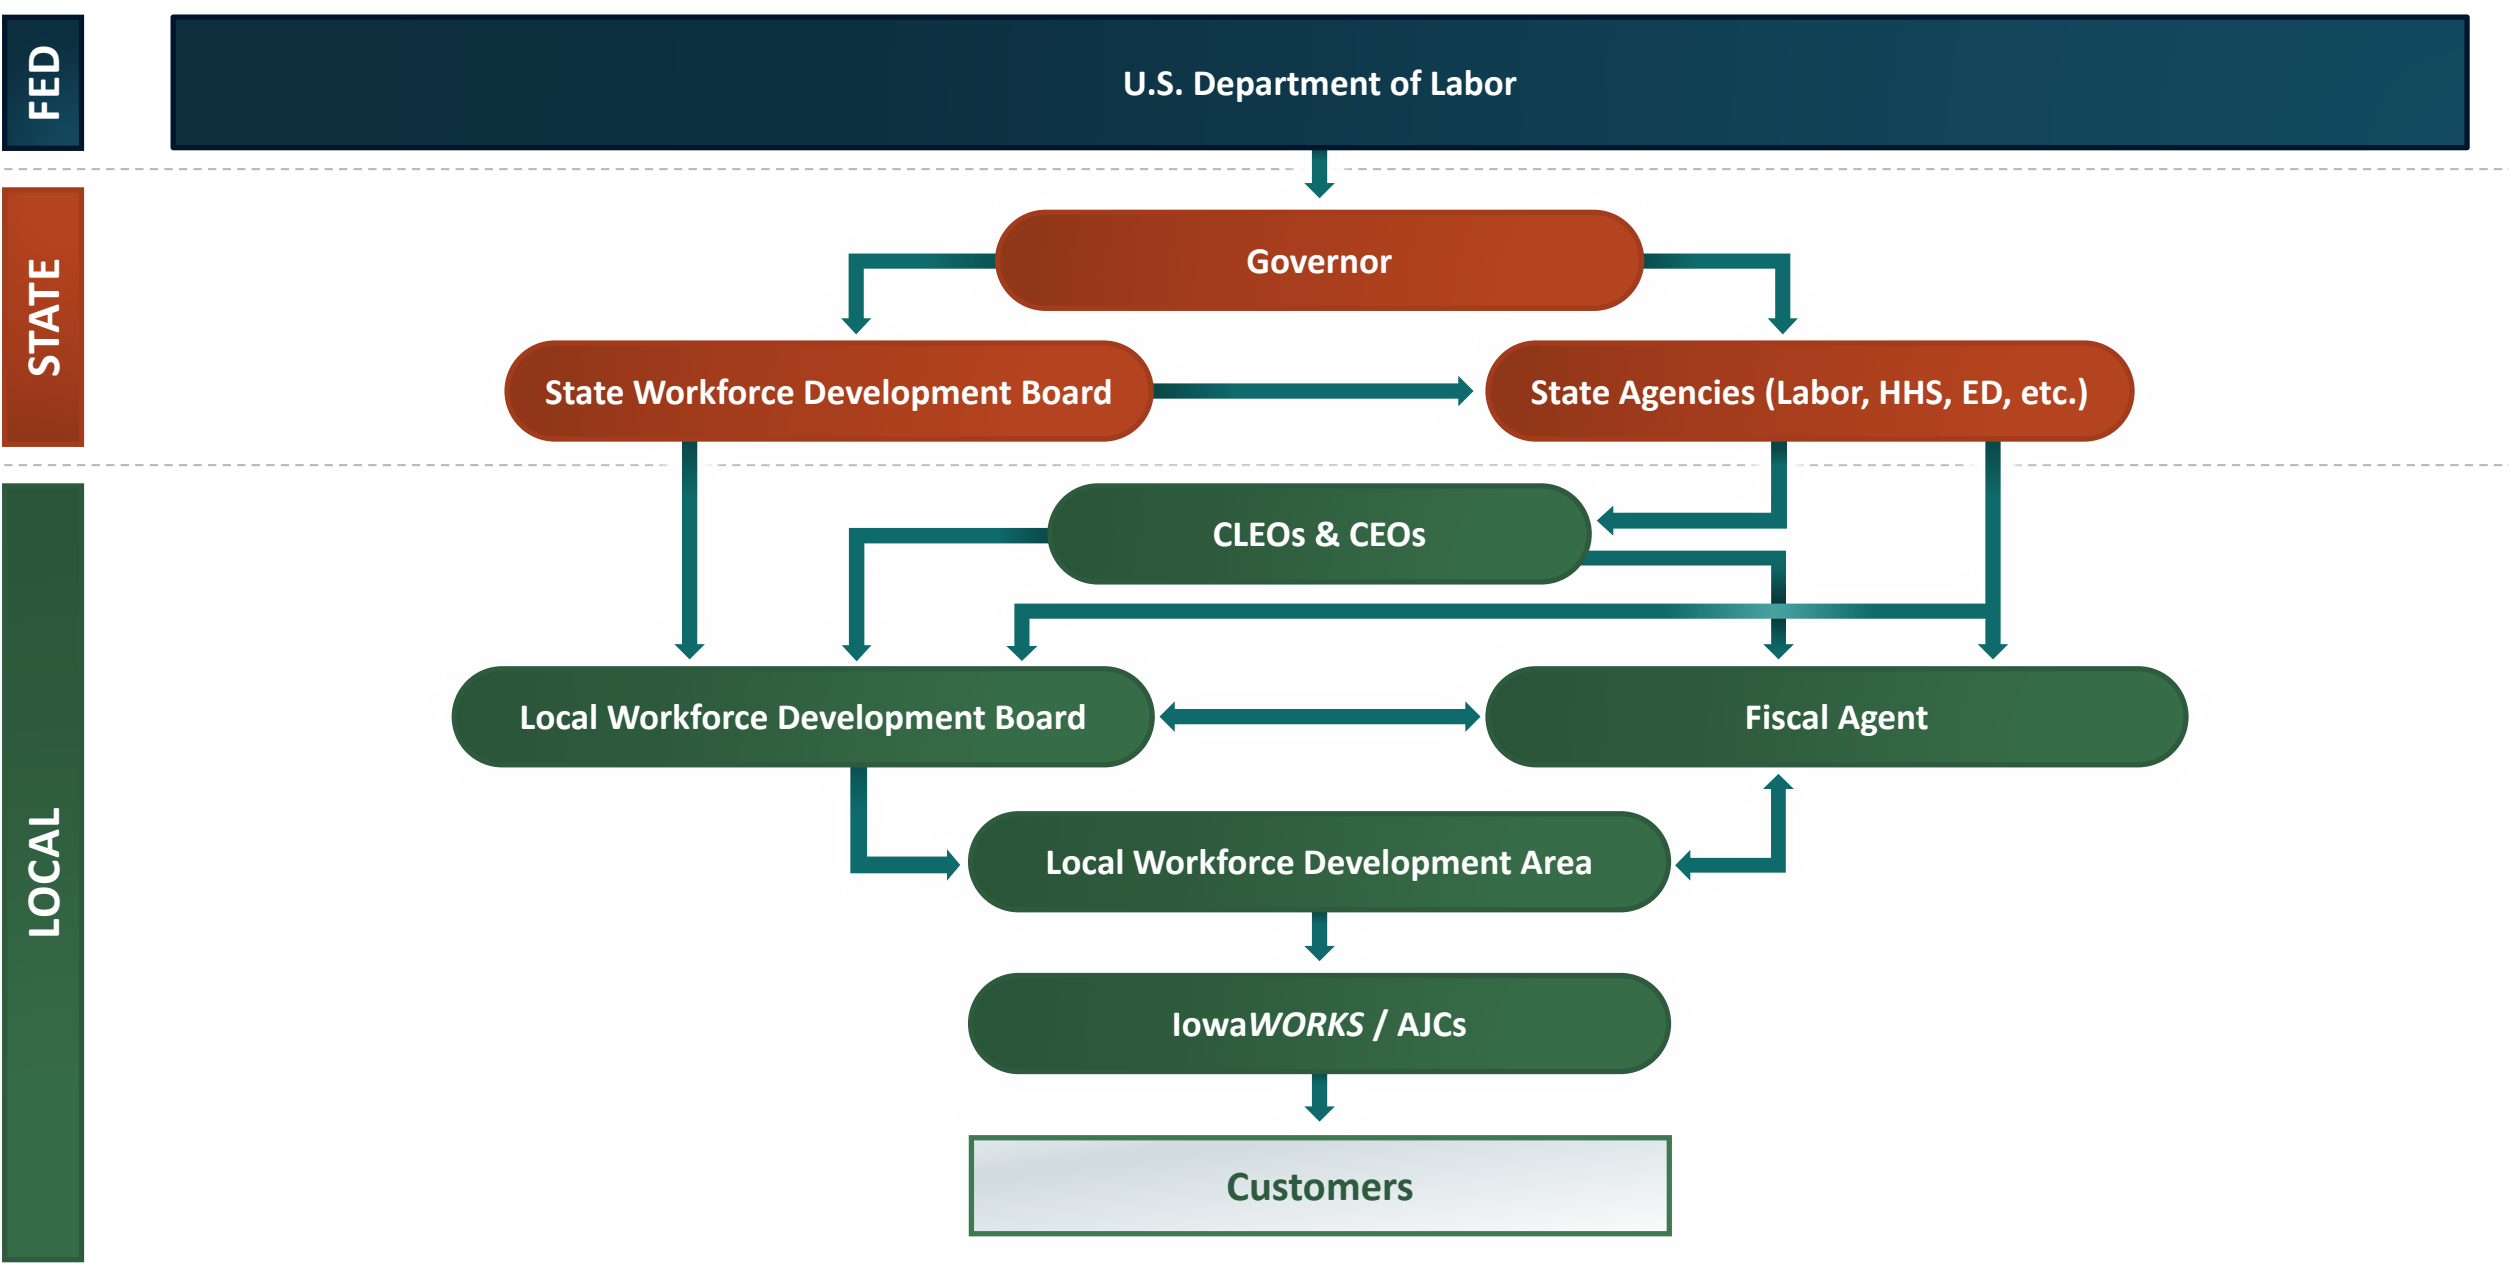 FED
U.S. Department of Labor
STATE
Governor
State Workforce Development Board
State Agencies (Labor, HHS, ED, etc.)
LOCAL
CLEOs & CEOs
Local Workforce Development Board
Fiscal Agent
Local Workforce Development Area
IowaWORKS / AJCs
Customers